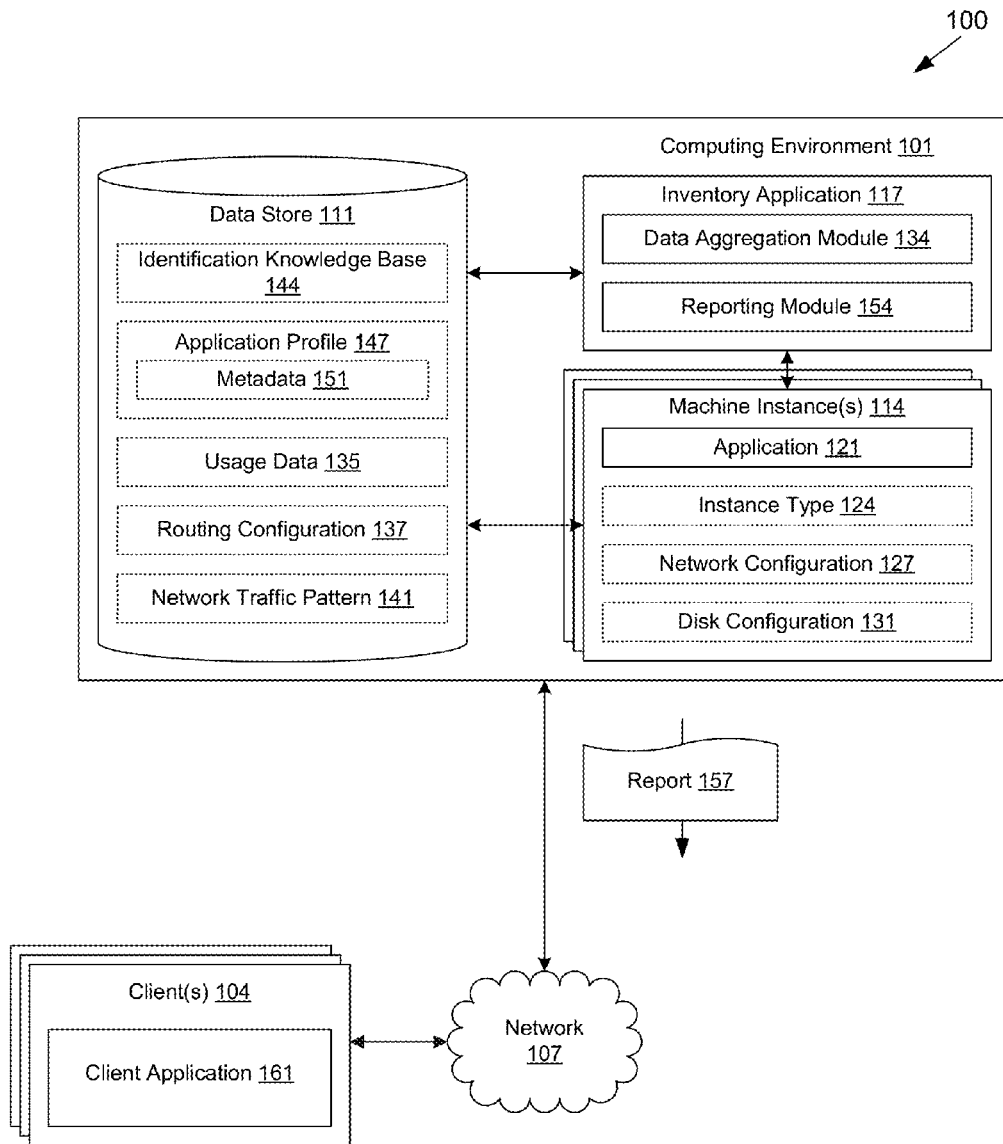 100
Computing Environment 101
Data Store 111
Identification Knowledge Base
144
Application Profile 147
Metadata 151
Usage Data 135
Routing Configuration 137
Network Traffic Pattern 141
Inventory Application 117
Data Aggregation Module 134
Reporting Module 154
Machine Instance(s) 114
Application 121
Instance Type 124
Network Configuration 127
Disk Configuration 131
Report 157
Client(s) 104
Client Application 161
Network
107